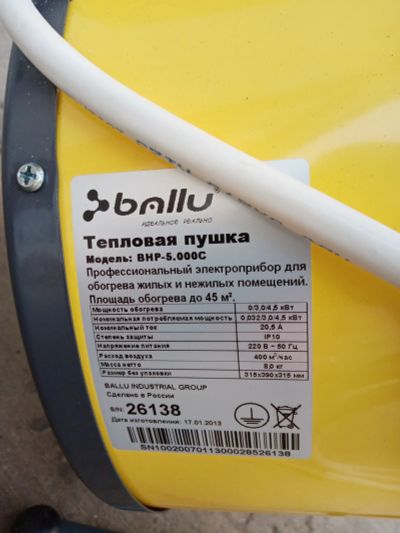 ballu®
ИДЕАЛЬНОЕ РЕАЛЬНО
Тепловая пушка
Модель: BHP-5.000C
Профессиональный электроприбор для
обогрева жилых и нежилых помещений.
Площадь обогрева до 45 м².
Мощность обогрева 0/3,0/4,5 кВт
Номинальная потребляемая мощность 0,032/3,0/4,5 кВт
Номинальный ток 20,5 А
Степень защиты IP10
Напряжение питания 220 В ~ 50 Гц
Расход воздуха 400 м³/час
Масса нетто 8,0 кг
Размер без упаковки 315х390х315 мм
BALLU INDUSTRIAL GROUP
Сделано в России
S/N: 26138
Дата изготовления: 17.01.2013
SN1002007011300028526138